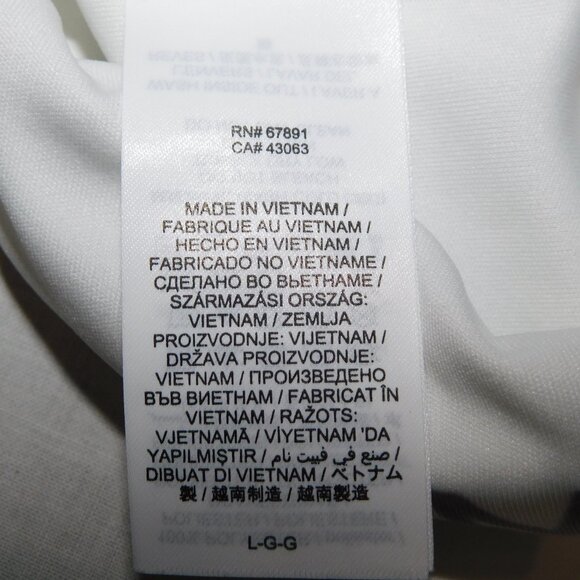 RN# 67891
CA# 43063
MADE IN VIETNAM /
FABRIQUE AU VIETNAM /
HECHO EN VIETNAM /
FABRICADO NO VIETNAME /
СДЕЛАНО ВО ВЬЕТНАМЕ /
SZÁRMAZÁSI ORSZÁG:
VIETNAM / ZEMLJA
PROIZVODNJE: VIJETNAM /
DRŽAVA PROIZVODNJE:
VIETNAM / ПРОИЗВЕДЕНО
ВЪВ ВИЕТНАМ / FABRICAT ÎN
VIETNAM / RAŽOTS:
VJETNAMĀ / VİYETNAM 'DA
YAPILMIŞTIR / صنع في فييت نام /
DIBUAT DI VIETNAM / ベトナム
製 / 越南制造 / 越南製造
L-G-G